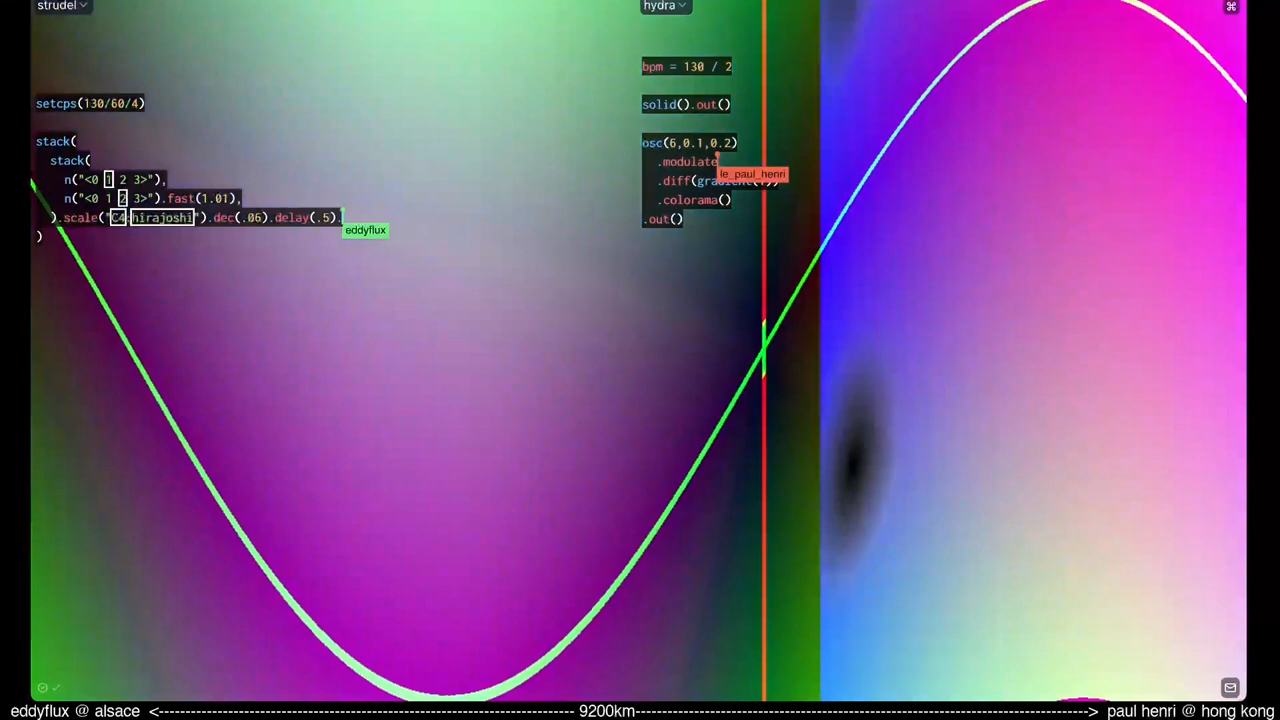 strudel
setcps(130/60/4)
stack(
stack(
n("<0 1 2 3>"),
n("<0 1 2 3>").fast(1.01),
).scale("C4:hirajoshi").dec(.06).delay(.5).
eddyflux
)
hydra
bpm = 130 / 2
solid().out()
osc(6,0.1,0.2)
.modulate
le_paul_henri
.colorama()
.out()
⌘
eddyflux @ alsace <---------------------------------------------------------------- 9200km----------------------------------------------------------------------> paul henri @ hong kong